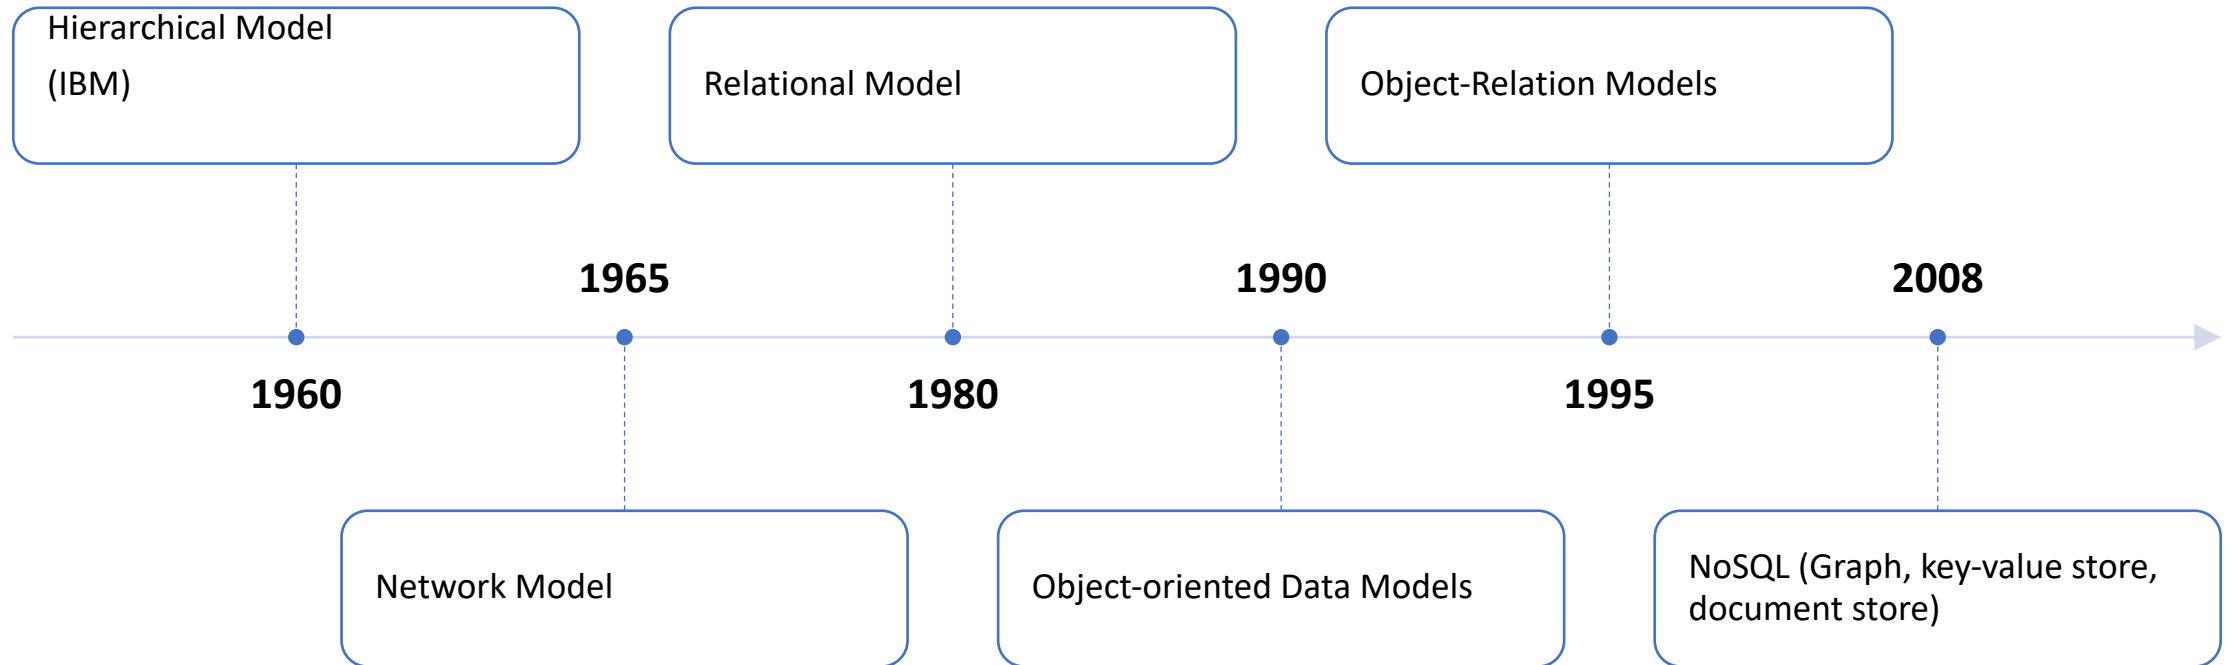 Hierarchical Model
(IBM)
Relational Model
Object-Relation Models
1965
1990
2008
1960
1980
1995
Network Model
Object-oriented Data Models
NoSQL (Graph, key-value store,
document store)